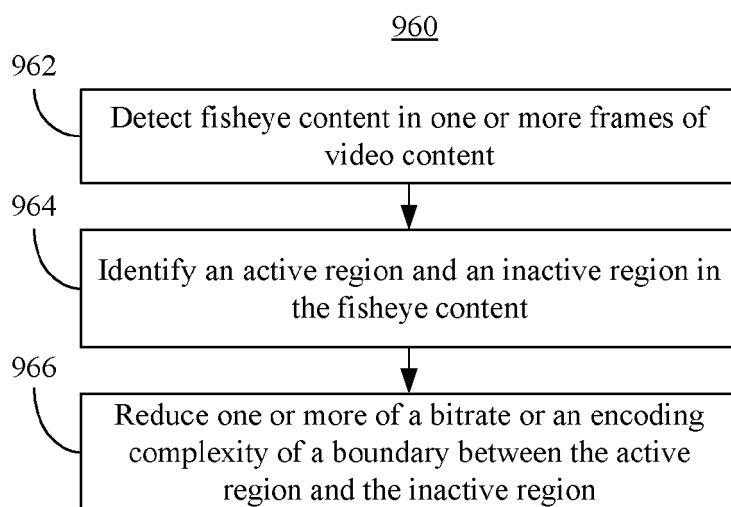 960
962
Detect fisheye content in one or more frames of
video content
964
Identify an active region and an inactive region in
the fisheye content
966
Reduce one or more of a bitrate or an encoding
complexity of a boundary between the active
region and the inactive region